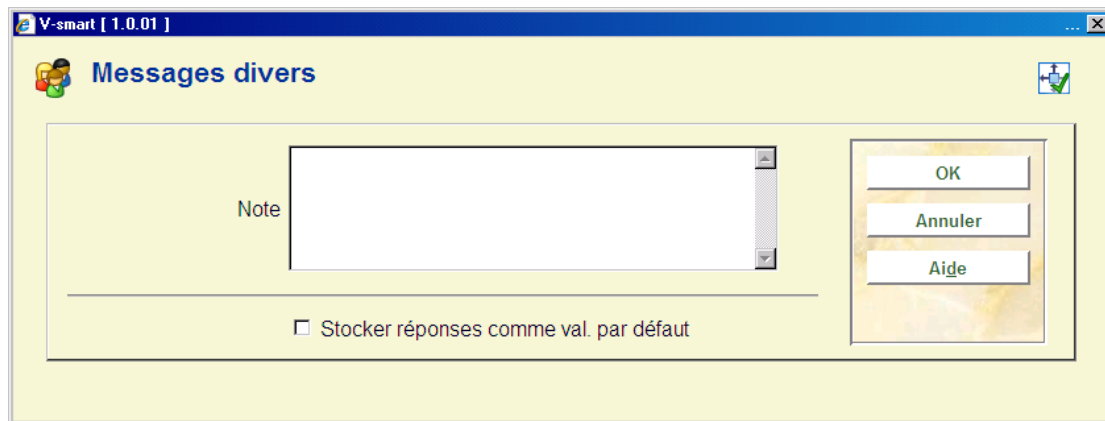 V-smart [ 1.0.01 ]
...
Messages divers
Note
OK
Annuler
Aide
Stocker réponses comme val. par défaut